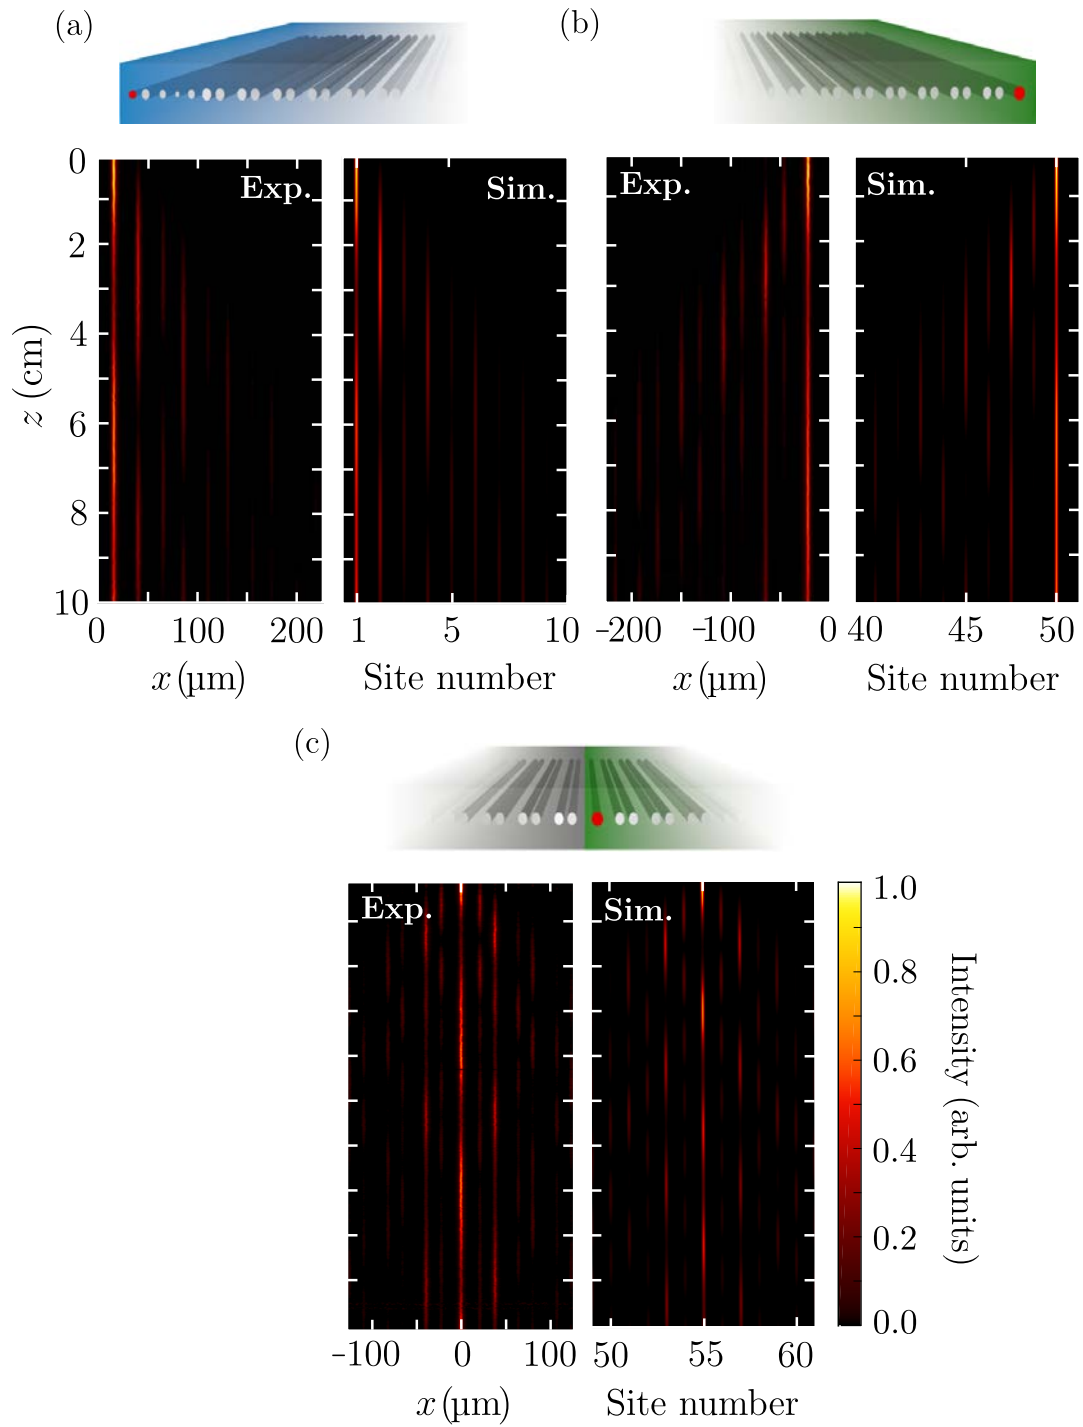 (a)
(b)
0
2
4
6
8
10
z (cm)
Exp.
Sim.
Exp.
Sim.
0 100 200
1 5 10
-200 -100 0
40 45 50
x (µm)
Site number
x (µm)
Site number
(c)
Exp.
Sim.
1.0
0.8
0.6
0.4
0.2
0.0
Intensity (arb. units)
-100 0 100
50 55 60
x (µm)
Site number